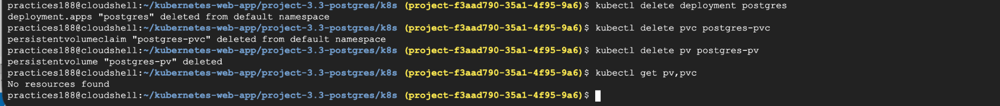 practices188@cloudshell:~/kubernetes-web-app/project-3.3-postgres/k8s (project-f3aad790-35a1-4f95-9a6)$ kubectl delete deployment postgres
deployment.apps "postgres" deleted from default namespace
practices188@cloudshell:~/kubernetes-web-app/project-3.3-postgres/k8s (project-f3aad790-35a1-4f95-9a6)$ kubectl delete pvc postgres-pvc
persistentvolumeclaim "postgres-pvc" deleted from default namespace
practices188@cloudshell:~/kubernetes-web-app/project-3.3-postgres/k8s (project-f3aad790-35a1-4f95-9a6)$ kubectl delete pv postgres-pv
persistentvolume "postgres-pv" deleted
practices188@cloudshell:~/kubernetes-web-app/project-3.3-postgres/k8s (project-f3aad790-35a1-4f95-9a6)$ kubectl get pv,pvc
No resources found
practices188@cloudshell:~/kubernetes-web-app/project-3.3-postgres/k8s (project-f3aad790-35a1-4f95-9a6)$